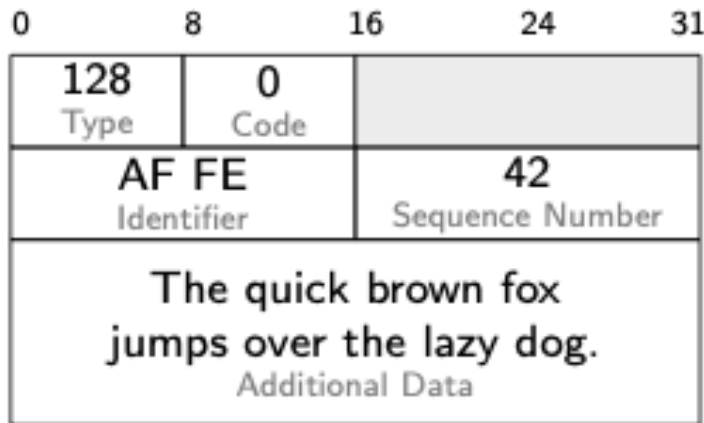 0 8 16 24 31
128 0
Type Code
AF FE 42
Identifier Sequence Number
The quick brown fox
jumps over the lazy dog.
Additional Data